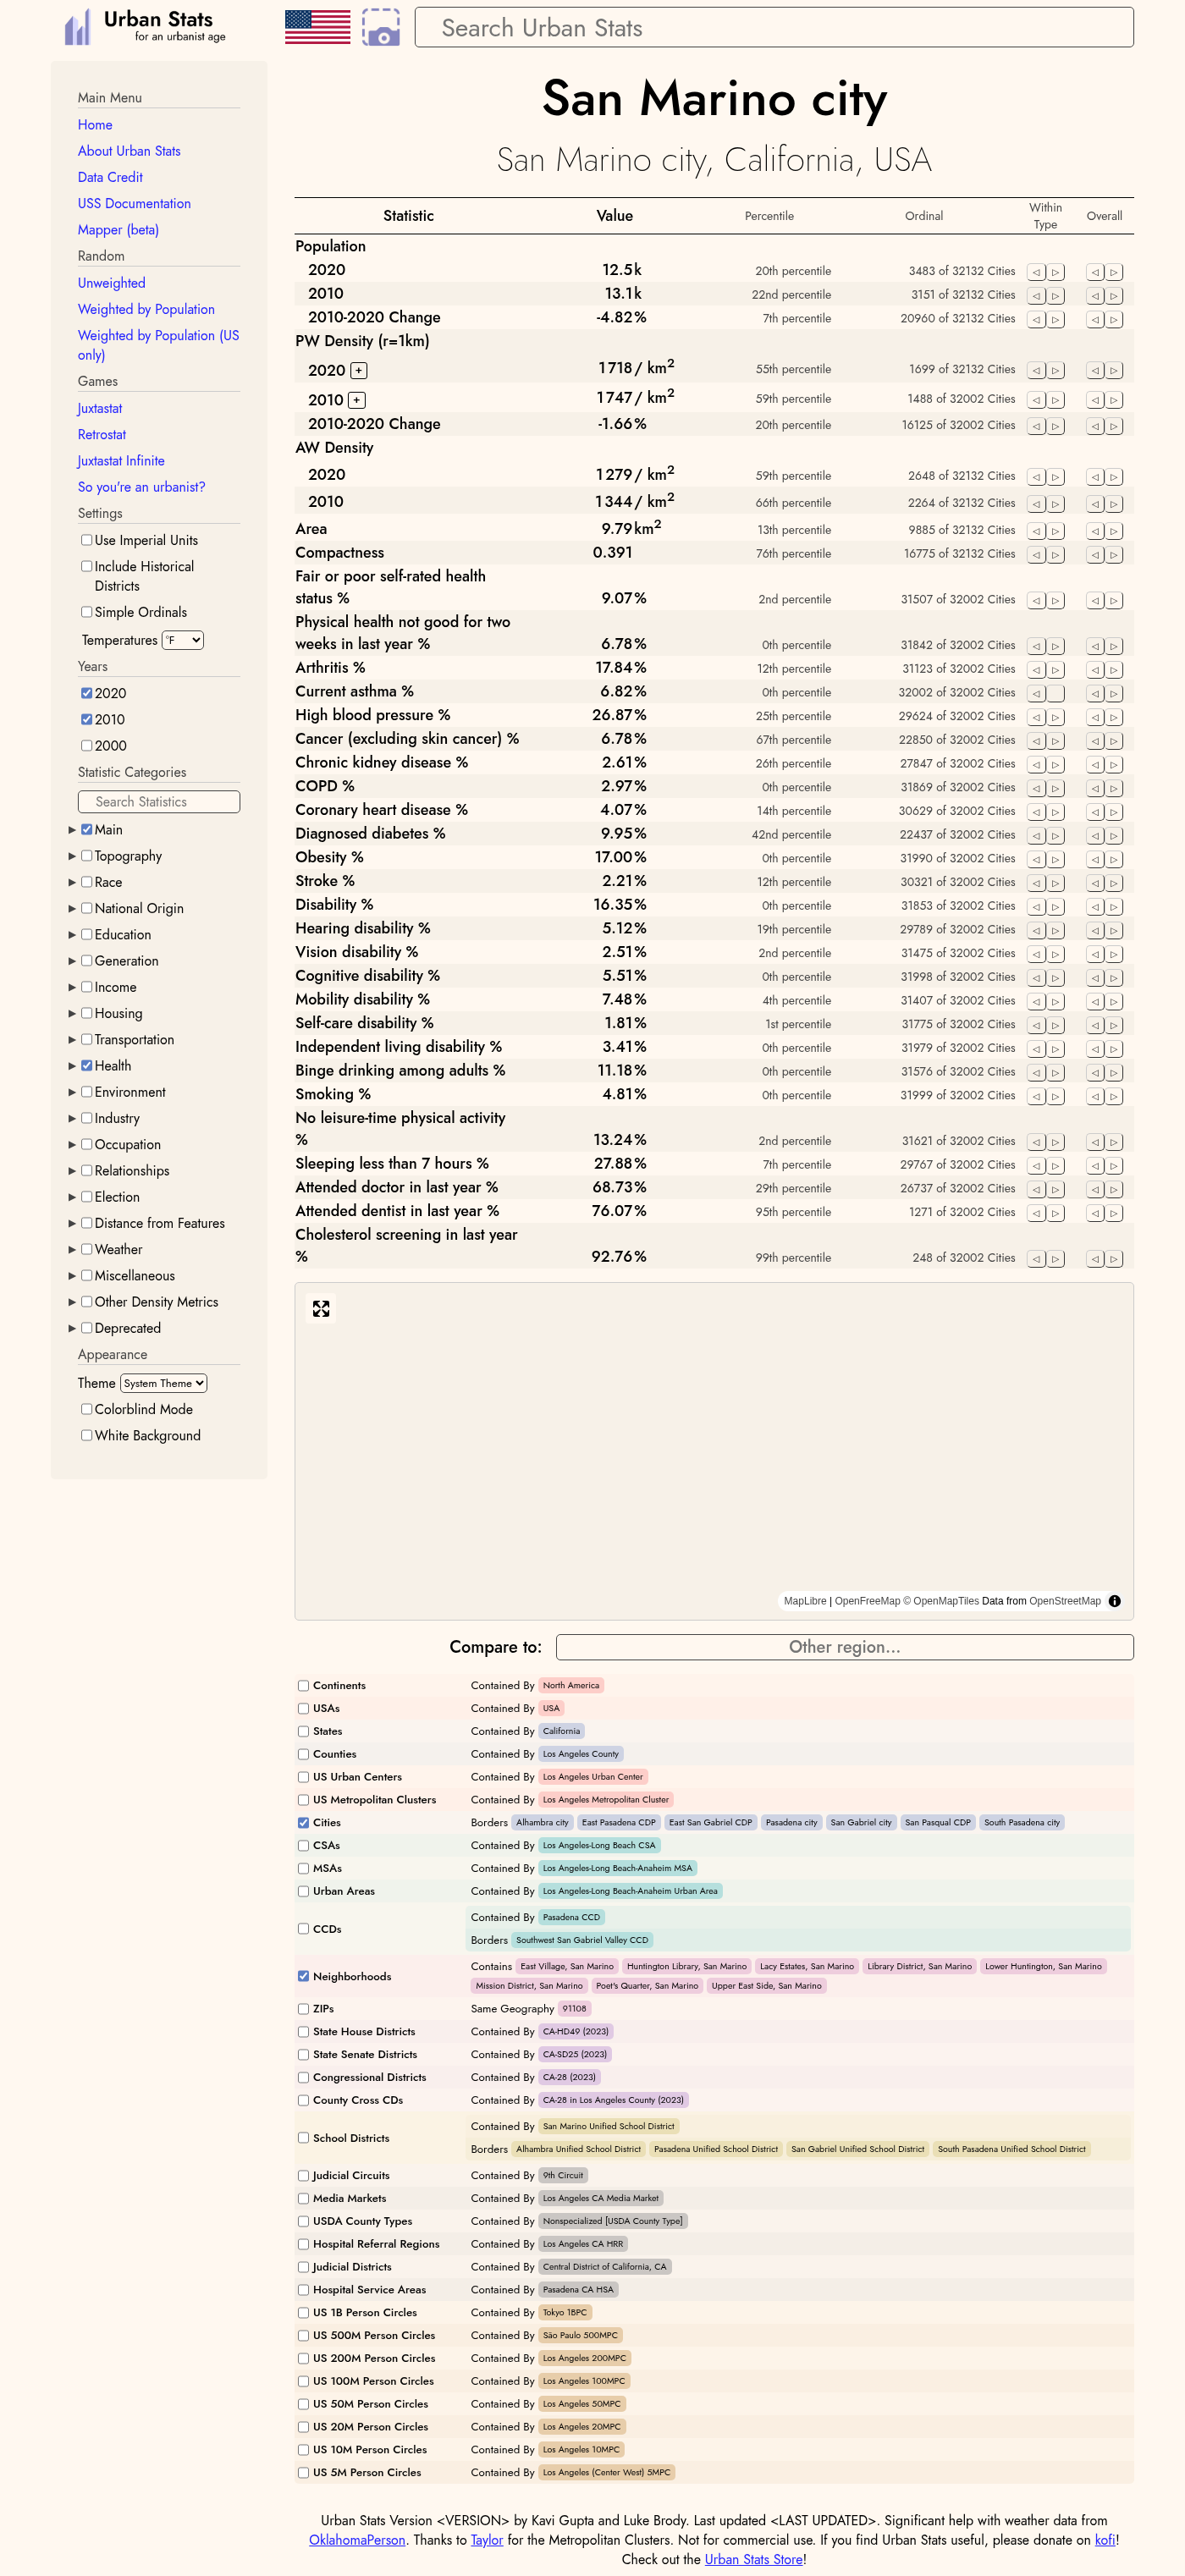 Urban Stats
for an urbanist age
Search Urban Stats
Main Menu
Home
About Urban Stats
Data Credit
USS Documentation
Mapper (beta)
Random
Unweighted
Weighted by Population
Weighted by Population (US
only)
Games
Juxtastat
Retrostat
Juxtastat Infinite
So you're an urbanist?
Settings
Use Imperial Units
Include Historical
Districts
Simple Ordinals
Temperatures °F
Years
2020
2010
2000
Statistic Categories
Search Statistics
Main
Topography
Race
National Origin
Education
Generation
Income
Housing
Transportation
Health
Environment
Industry
Occupation
Relationships
Election
Distance from Features
Weather
Miscellaneous
Other Density Metrics
Deprecated
Appearance
Theme System Theme
Colorblind Mode
White Background
San Marino city
San Marino city, California, USA
Statistic Value Percentile Ordinal Within Type Overall
Population
2020 12.5k 20th percentile 3483 of 32132 Cities
2010 13.1k 22nd percentile 3151 of 32132 Cities
2010-2020 Change -4.82% 7th percentile 20960 of 32132 Cities
PW Density (r=1km)
2020 + 1 718/ km2 55th percentile 1699 of 32132 Cities
2010 + 1 747/ km2 59th percentile 1488 of 32002 Cities
2010-2020 Change -1.66% 20th percentile 16125 of 32002 Cities
AW Density
2020 1 279/ km2 59th percentile 2648 of 32132 Cities
2010 1 344/ km2 66th percentile 2264 of 32132 Cities
Area 9.79km2 13th percentile 9885 of 32132 Cities
Compactness 0.391 76th percentile 16775 of 32132 Cities
Fair or poor self-rated health
status % 9.07% 2nd percentile 31507 of 32002 Cities
Physical health not good for two
weeks in last year % 6.78% 0th percentile 31842 of 32002 Cities
Arthritis % 17.84% 12th percentile 31123 of 32002 Cities
Current asthma % 6.82% 0th percentile 32002 of 32002 Cities
High blood pressure % 26.87% 25th percentile 29624 of 32002 Cities
Cancer (excluding skin cancer) % 6.78% 67th percentile 22850 of 32002 Cities
Chronic kidney disease % 2.61% 26th percentile 27847 of 32002 Cities
COPD % 2.97% 0th percentile 31869 of 32002 Cities
Coronary heart disease % 4.07% 14th percentile 30629 of 32002 Cities
Diagnosed diabetes % 9.95% 42nd percentile 22437 of 32002 Cities
Obesity % 17.00% 0th percentile 31990 of 32002 Cities
Stroke % 2.21% 12th percentile 30321 of 32002 Cities
Disability % 16.35% 0th percentile 31853 of 32002 Cities
Hearing disability % 5.12% 19th percentile 29789 of 32002 Cities
Vision disability % 2.51% 2nd percentile 31475 of 32002 Cities
Cognitive disability % 5.51% 0th percentile 31998 of 32002 Cities
Mobility disability % 7.48% 4th percentile 31407 of 32002 Cities
Self-care disability % 1.81% 1st percentile 31775 of 32002 Cities
Independent living disability % 3.41% 0th percentile 31979 of 32002 Cities
Binge drinking among adults % 11.18% 0th percentile 31576 of 32002 Cities
Smoking % 4.81% 0th percentile 31999 of 32002 Cities
No leisure-time physical activity
% 13.24% 2nd percentile 31621 of 32002 Cities
Sleeping less than 7 hours % 27.88% 7th percentile 29767 of 32002 Cities
Attended doctor in last year % 68.73% 29th percentile 26737 of 32002 Cities
Attended dentist in last year % 76.07% 95th percentile 1271 of 32002 Cities
Cholesterol screening in last year
% 92.76% 99th percentile 248 of 32002 Cities
MapLibre | OpenFreeMap © OpenMapTiles Data from OpenStreetMap
Compare to: Other region...
Continents Contained By North America
USAs Contained By USA
States Contained By California
Counties Contained By Los Angeles County
US Urban Centers Contained By Los Angeles Urban Center
US Metropolitan Clusters Contained By Los Angeles Metropolitan Cluster
Cities Borders Alhambra city East Pasadena CDP East San Gabriel CDP Pasadena city San Gabriel city San Pasqual CDP South Pasadena city
CSAs Contained By Los Angeles-Long Beach CSA
MSAs Contained By Los Angeles-Long Beach-Anaheim MSA
Urban Areas Contained By Los Angeles-Long Beach-Anaheim Urban Area
CCDs Contained By Pasadena CCD
Borders Southwest San Gabriel Valley CCD
Neighborhoods Contains East Village, San Marino Huntington Library, San Marino Lacy Estates, San Marino Library District, San Marino Lower Huntington, San Marino
Mission District, San Marino Poet's Quarter, San Marino Upper East Side, San Marino
ZIPs Same Geography 91108
State House Districts Contained By CA-HD49 (2023)
State Senate Districts Contained By CA-SD25 (2023)
Congressional Districts Contained By CA-28 (2023)
County Cross CDs Contained By CA-28 in Los Angeles County (2023)
School Districts Contained By San Marino Unified School District
Borders Alhambra Unified School District Pasadena Unified School District San Gabriel Unified School District South Pasadena Unified School District
Judicial Circuits Contained By 9th Circuit
Media Markets Contained By Los Angeles CA Media Market
USDA County Types Contained By Nonspecialized [USDA County Type]
Hospital Referral Regions Contained By Los Angeles CA HRR
Judicial Districts Contained By Central District of California, CA
Hospital Service Areas Contained By Pasadena CA HSA
US 1B Person Circles Contained By Tokyo 1BPC
US 500M Person Circles Contained By São Paulo 500MPC
US 200M Person Circles Contained By Los Angeles 200MPC
US 100M Person Circles Contained By Los Angeles 100MPC
US 50M Person Circles Contained By Los Angeles 50MPC
US 20M Person Circles Contained By Los Angeles 20MPC
US 10M Person Circles Contained By Los Angeles 10MPC
US 5M Person Circles Contained By Los Angeles (Center West) 5MPC
Urban Stats Version <VERSION> by Kavi Gupta and Luke Brody. Last updated <LAST UPDATED>. Significant help with weather data from
OklahomaPerson. Thanks to Taylor for the Metropolitan Clusters. Not for commercial use. If you find Urban Stats useful, please donate on kofi!
Check out the Urban Stats Store!